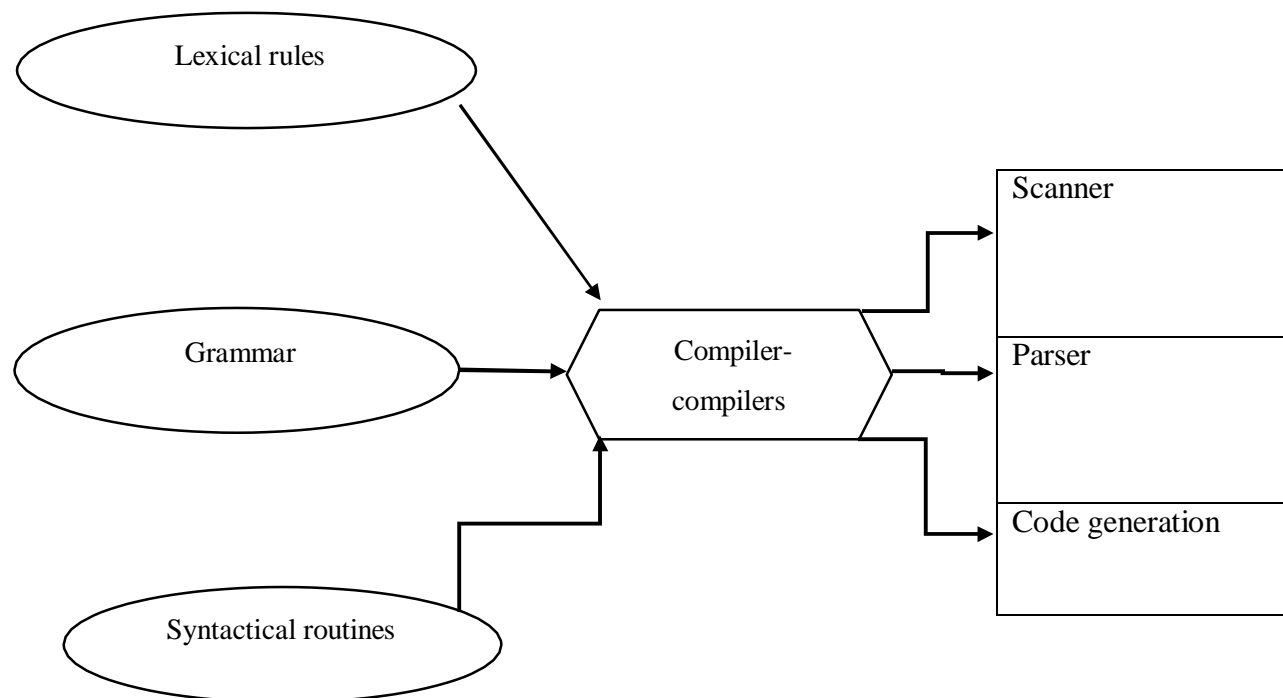 Lexical rules
Scanner
Grammar
Compiler-
compilers
Parser
Code generation
Syntactical routines